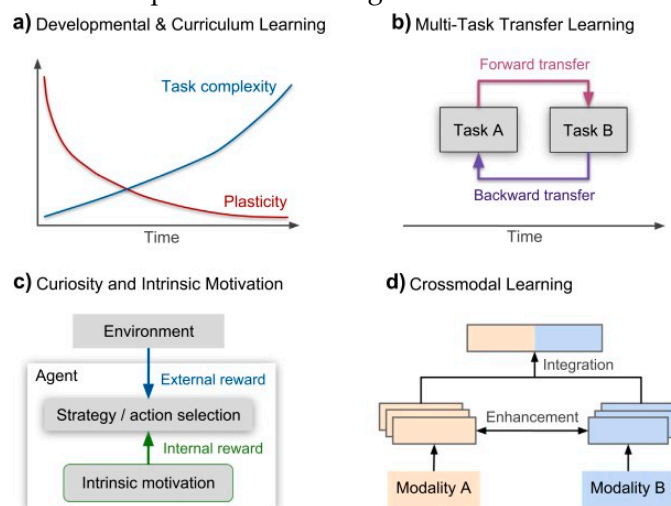 a) Developmental & Curriculum Learning
Task complexity
Plasticity
Time
b) Multi-Task Transfer Learning
Forward transfer
Task A
Task B
Backward transfer
Time
c) Curiosity and Intrinsic Motivation
Environment
Agent
External reward
Strategy / action selection
Internal reward
Intrinsic motivation
d) Crossmodal Learning
Integration
Enhancement
Modality A
Modality B